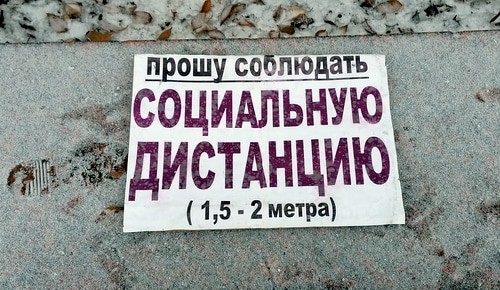 прошу соблюдать
СОЦИАЛЬНУЮ
ДИСТАНЦИЮ
( 1,5 - 2 метра)